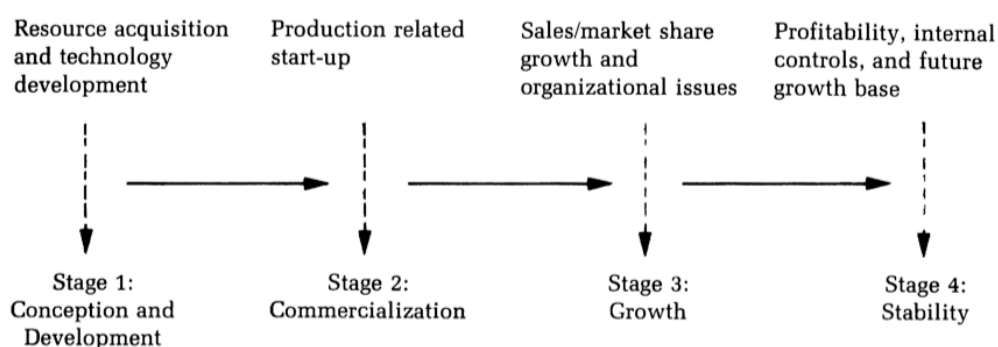 Resource acquisition
and technology
development
Production related
start-up
Sales/market share
growth and
organizational issues
Profitability, internal
controls, and future
growth base
Stage 1:
Conception and
Development
Stage 2:
Commercialization
Stage 3:
Growth
Stage 4:
Stability